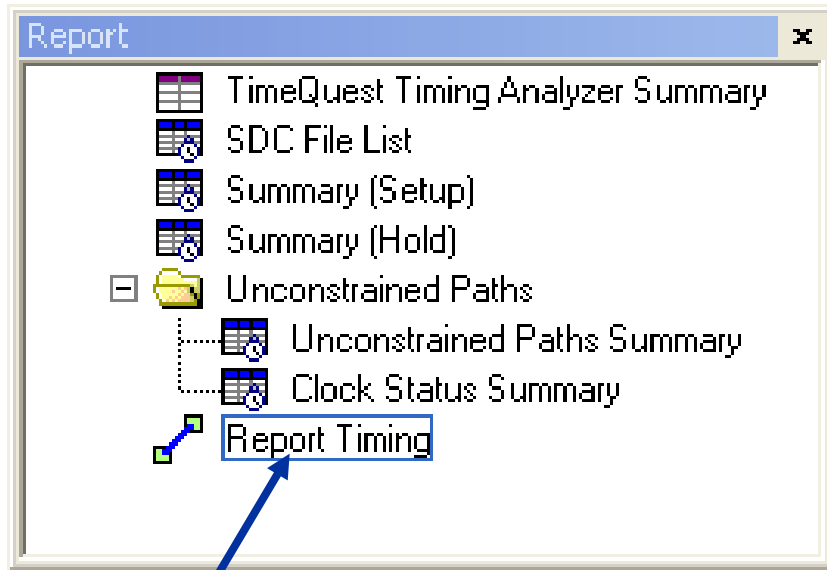 Report
TimeQuest Timing Analyzer Summary
SDC File List
Summary (Setup)
Summary (Hold)
Unconstrained Paths
Unconstrained Paths Summary
Clock Status Summary
Report Timing